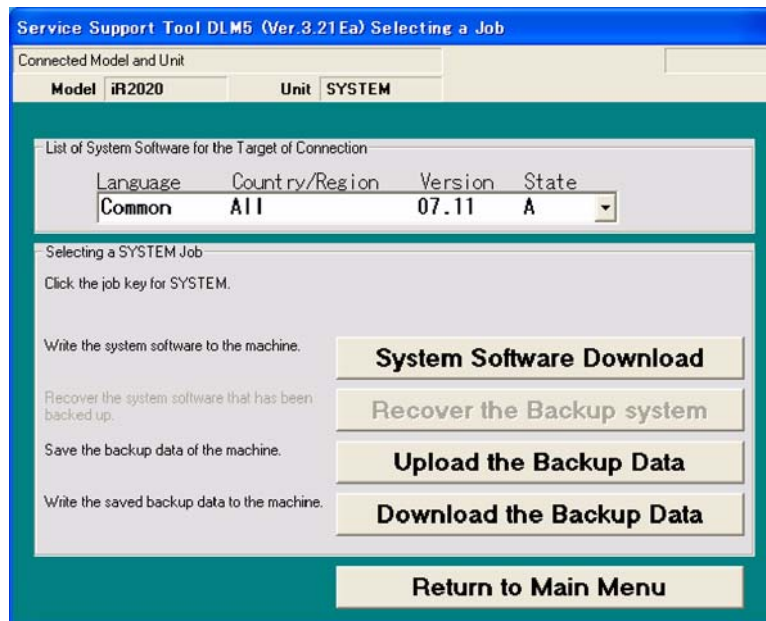 Service Support Tool DLM5 (Ver.3.21Ea) Selecting a Job
Connected Model and Unit
Model iR2020 Unit SYSTEM
List of System Software for the Target of Connection
Language Country/Region Version State
Common All 07.11 A
Selecting a SYSTEM Job
Click the job key for SYSTEM.
Write the system software to the machine. System Software Download
Recover the system software that has been
backed up. Recover the Backup system
Save the backup data of the machine. Upload the Backup Data
Write the saved backup data to the machine. Download the Backup Data
Return to Main Menu